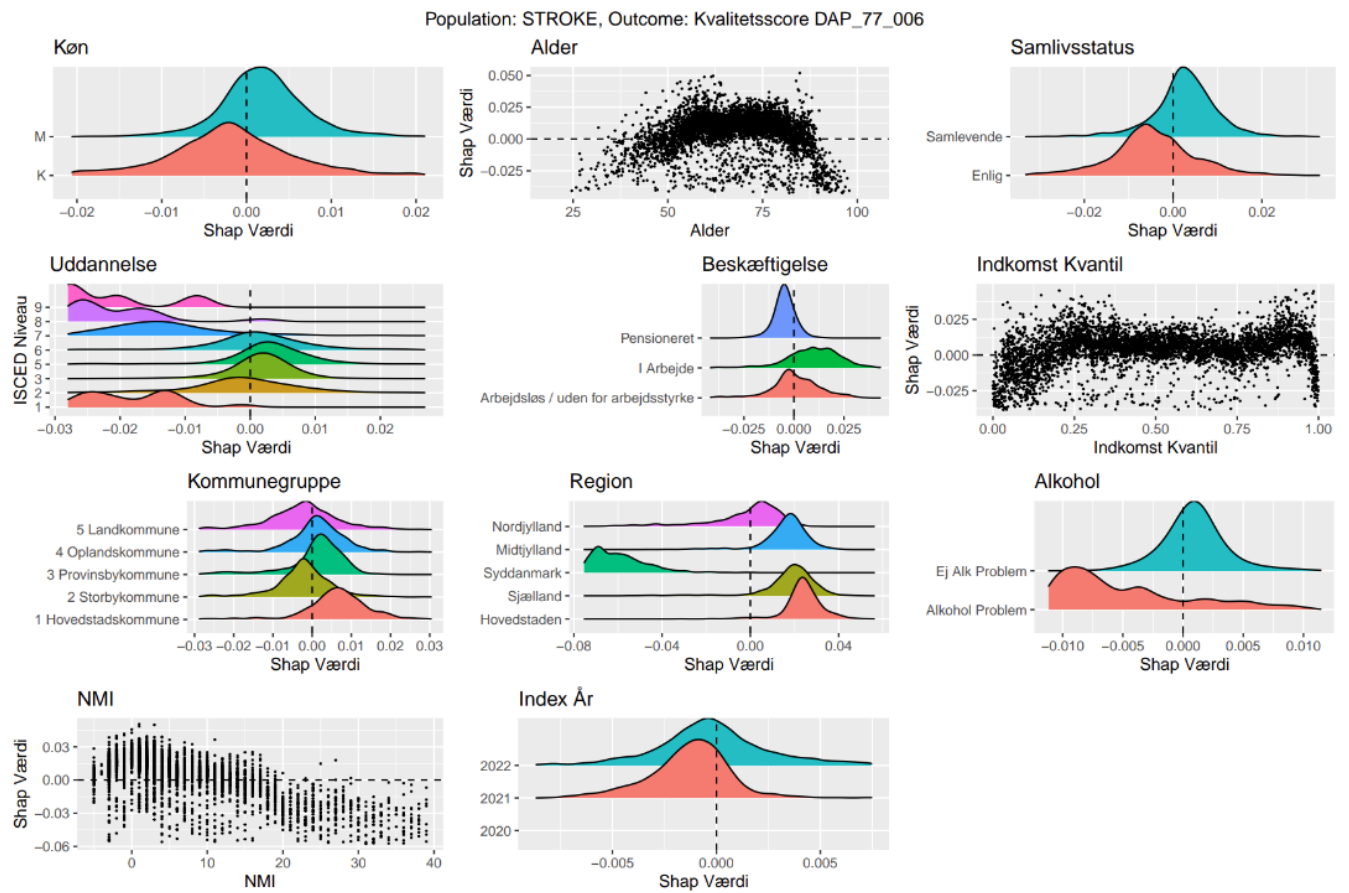 Population: STROKE, Outcome: Kvalitetsscore DAP_77_006
Køn
M
K
−0.02 −0.01 0.00 0.01 0.02
Shap Værdi
Alder
Shap Værdi
0.050
0.025
0.000
−0.025
25 50 75 100
Alder
Samlivsstatus
Samlevende
Enlig
−0.02 0.00 0.02
Shap Værdi
Uddannelse
ISCED Niveau
9
8
7
6
5
3
2
1
−0.03 −0.02 −0.01 0.00 0.01 0.02
Shap Værdi
Beskæftigelse
Pensioneret
I Arbejde
Arbejdsløs / uden for arbejdsstyrke
−0.025 0.000 0.025
Shap Værdi
Indkomst Kvantil
Shap Værdi
0.025
0.000
−0.025
0.00 0.25 0.50 0.75 1.00
Indkomst Kvantil
Kommunegruppe
5 Landkommune
4 Oplandskommune
3 Provinsbykommune
2 Storbykommune
1 Hovedstadskommune
−0.03 −0.02 −0.01 0.00 0.01 0.02 0.03
Shap Værdi
Region
Nordjylland
Midtjylland
Syddanmark
Sjælland
Hovedstaden
−0.08 −0.04 0.00 0.04
Shap Værdi
Alkohol
Ej Alk Problem
Alkohol Problem
−0.010 −0.005 0.000 0.005 0.010
Shap Værdi
NMI
Shap Værdi
0.03
0.00
−0.03
−0.06
0 10 20 30 40
NMI
Index År
2022
2021
2020
−0.005 0.000 0.005
Shap Værdi